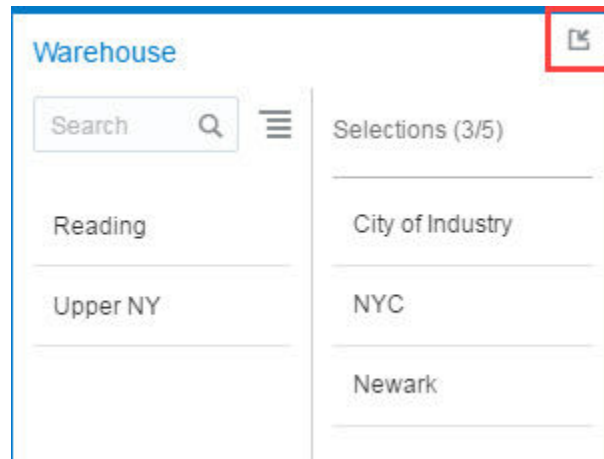 Warehouse
Search
Selections (3/5)
Reading
Upper NY
City of Industry
NYC
Newark